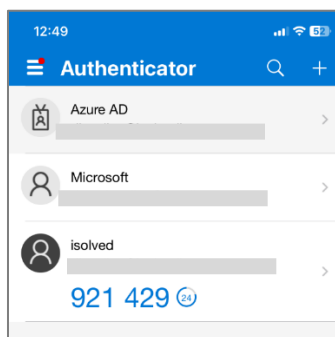 12:49
52
Authenticator
Azure AD
Microsoft
isolved
921 429 24